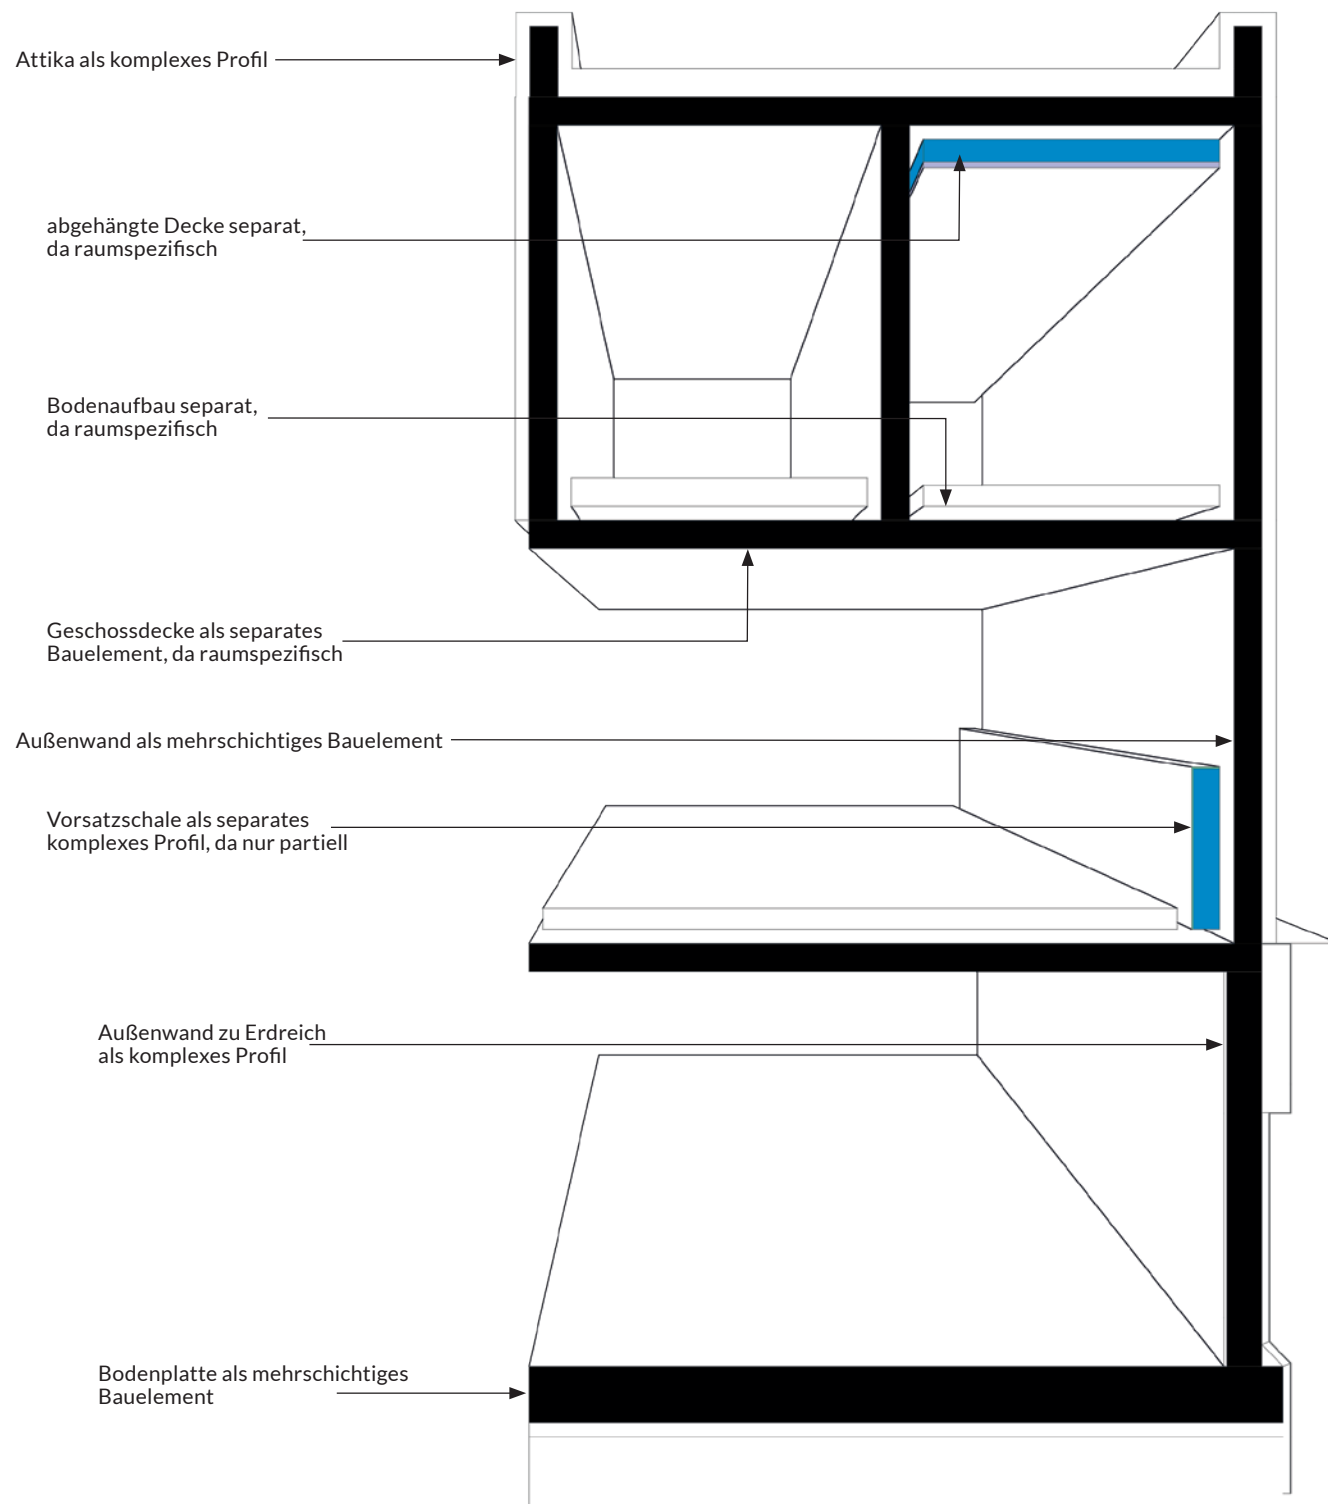 Attika als komplexes Profil
abgehängte Decke separat,
da raumspezifisch
Bodenaufbau separat,
da raumspezifisch
Geschossdecke als separates
Bauelement, da raumspezifisch
Außenwand als mehrschichtiges Bauelement
Vorsatzschale als separates
komplexes Profil, da nur partiell
Außenwand zu Erdreich
als komplexes Profil
Bodenplatte als mehrschichtiges
Bauelement